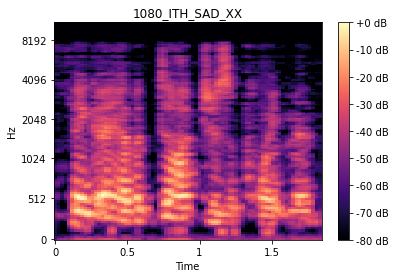 1080_ITH_SAD_XX
Hz
8192
4096
2048
1024
512
0
0
0.5
1
1.5
Time
+0 dB
-10 dB
-20 dB
-30 dB
-40 dB
-50 dB
-60 dB
-70 dB
-80 dB